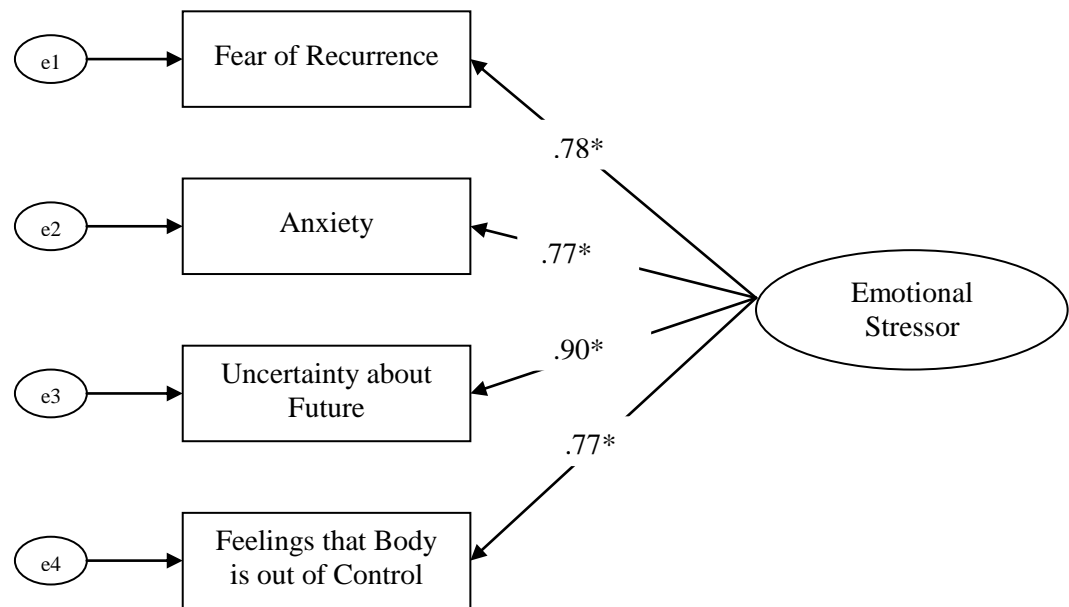 e1
Fear of Recurrence
.78*
e2
Anxiety
.77*
Emotional
Stressor
.90*
e3
Uncertainty about
Future
.77*
e4
Feelings that Body
is out of Control